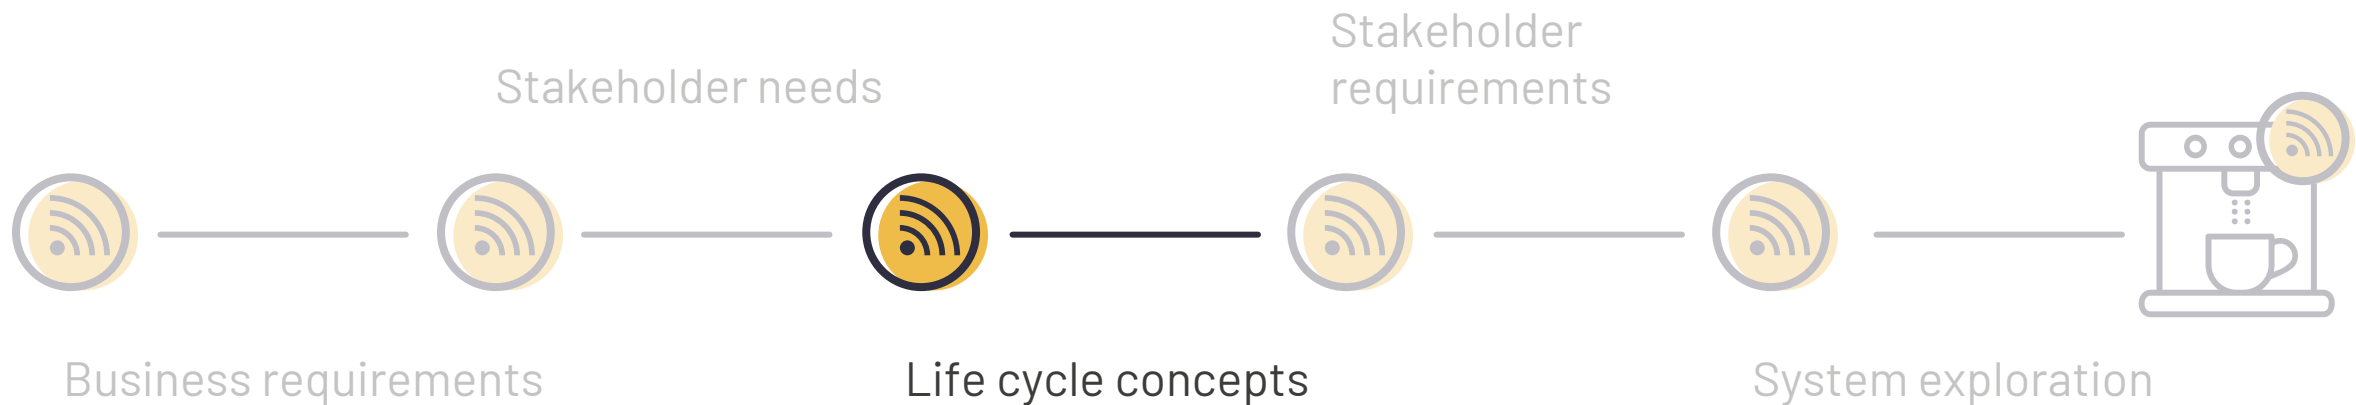 Business requirements
Stakeholder needs
Life cycle concepts
Stakeholder
requirements
System exploration